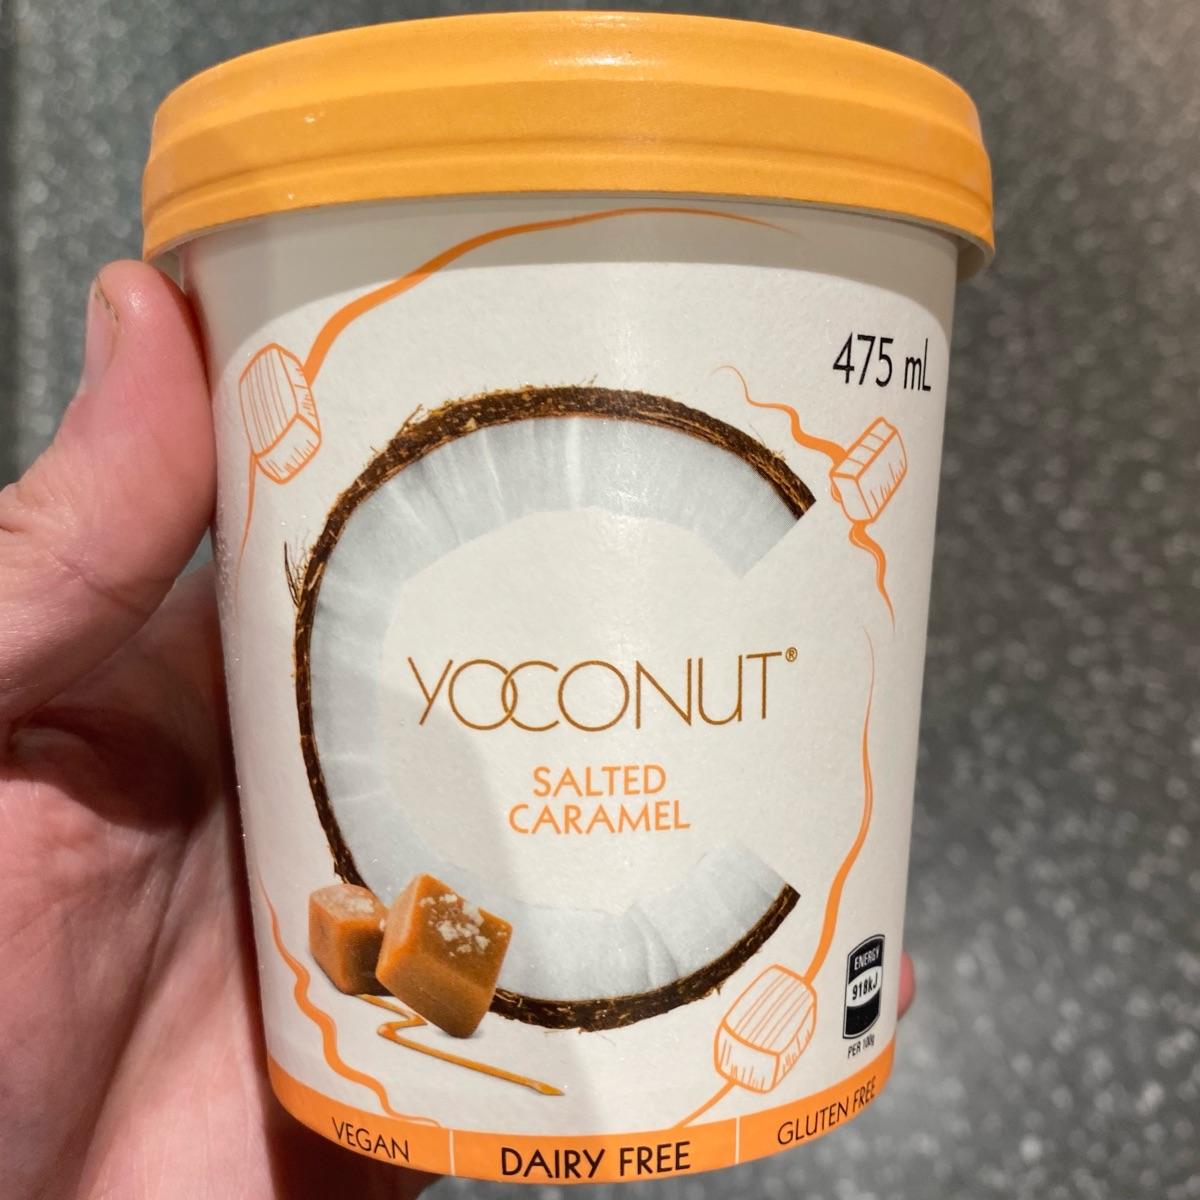 475 mL
YOCONUT®
SALTED
CARAMEL
ENERGY
918kJ
PER 100g
VEGAN
DAIRY FREE
GLUTEN FREE